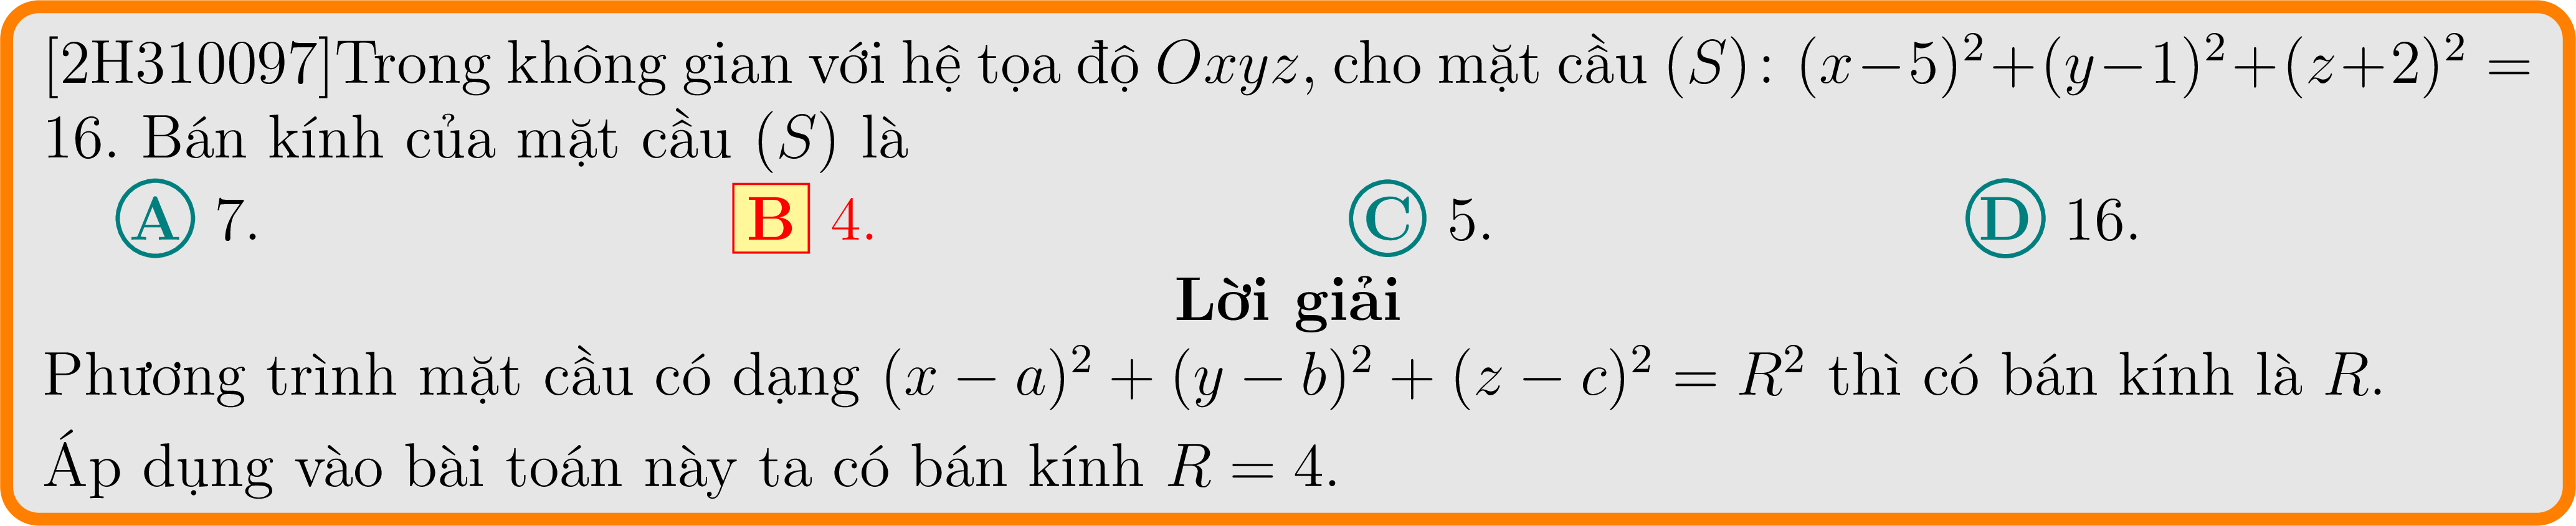 [2H310097]Trong không gian với hệ tọa độ Oxyz, cho mặt cầu (S): (x−5)²+(y−1)²+(z+2)² =
16. Bán kính của mặt cầu (S) là
A 7. B 4. C 5. D 16.
Lời giải
Phương trình mặt cầu có dạng (x − a)² + (y − b)² + (z − c)² = R² thì có bán kính là R.
Áp dụng vào bài toán này ta có bán kính R = 4.